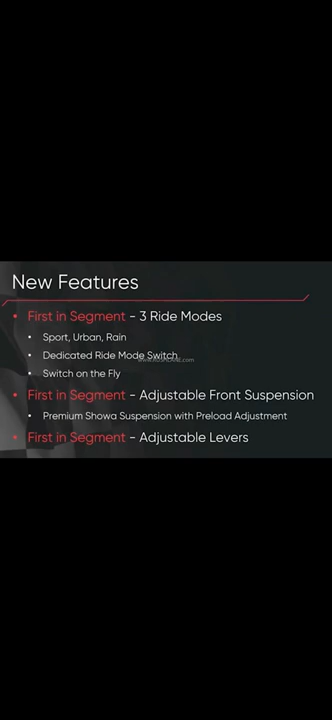 New Features
• First in Segment - 3 Ride Modes
• Sport, Urban, Rain
• Dedicated Ride Mode Switch
• Switch on the Fly
• First in Segment - Adjustable Front Suspension
• Premium Showa Suspension with Preload Adjustment
• First in Segment - Adjustable Levers